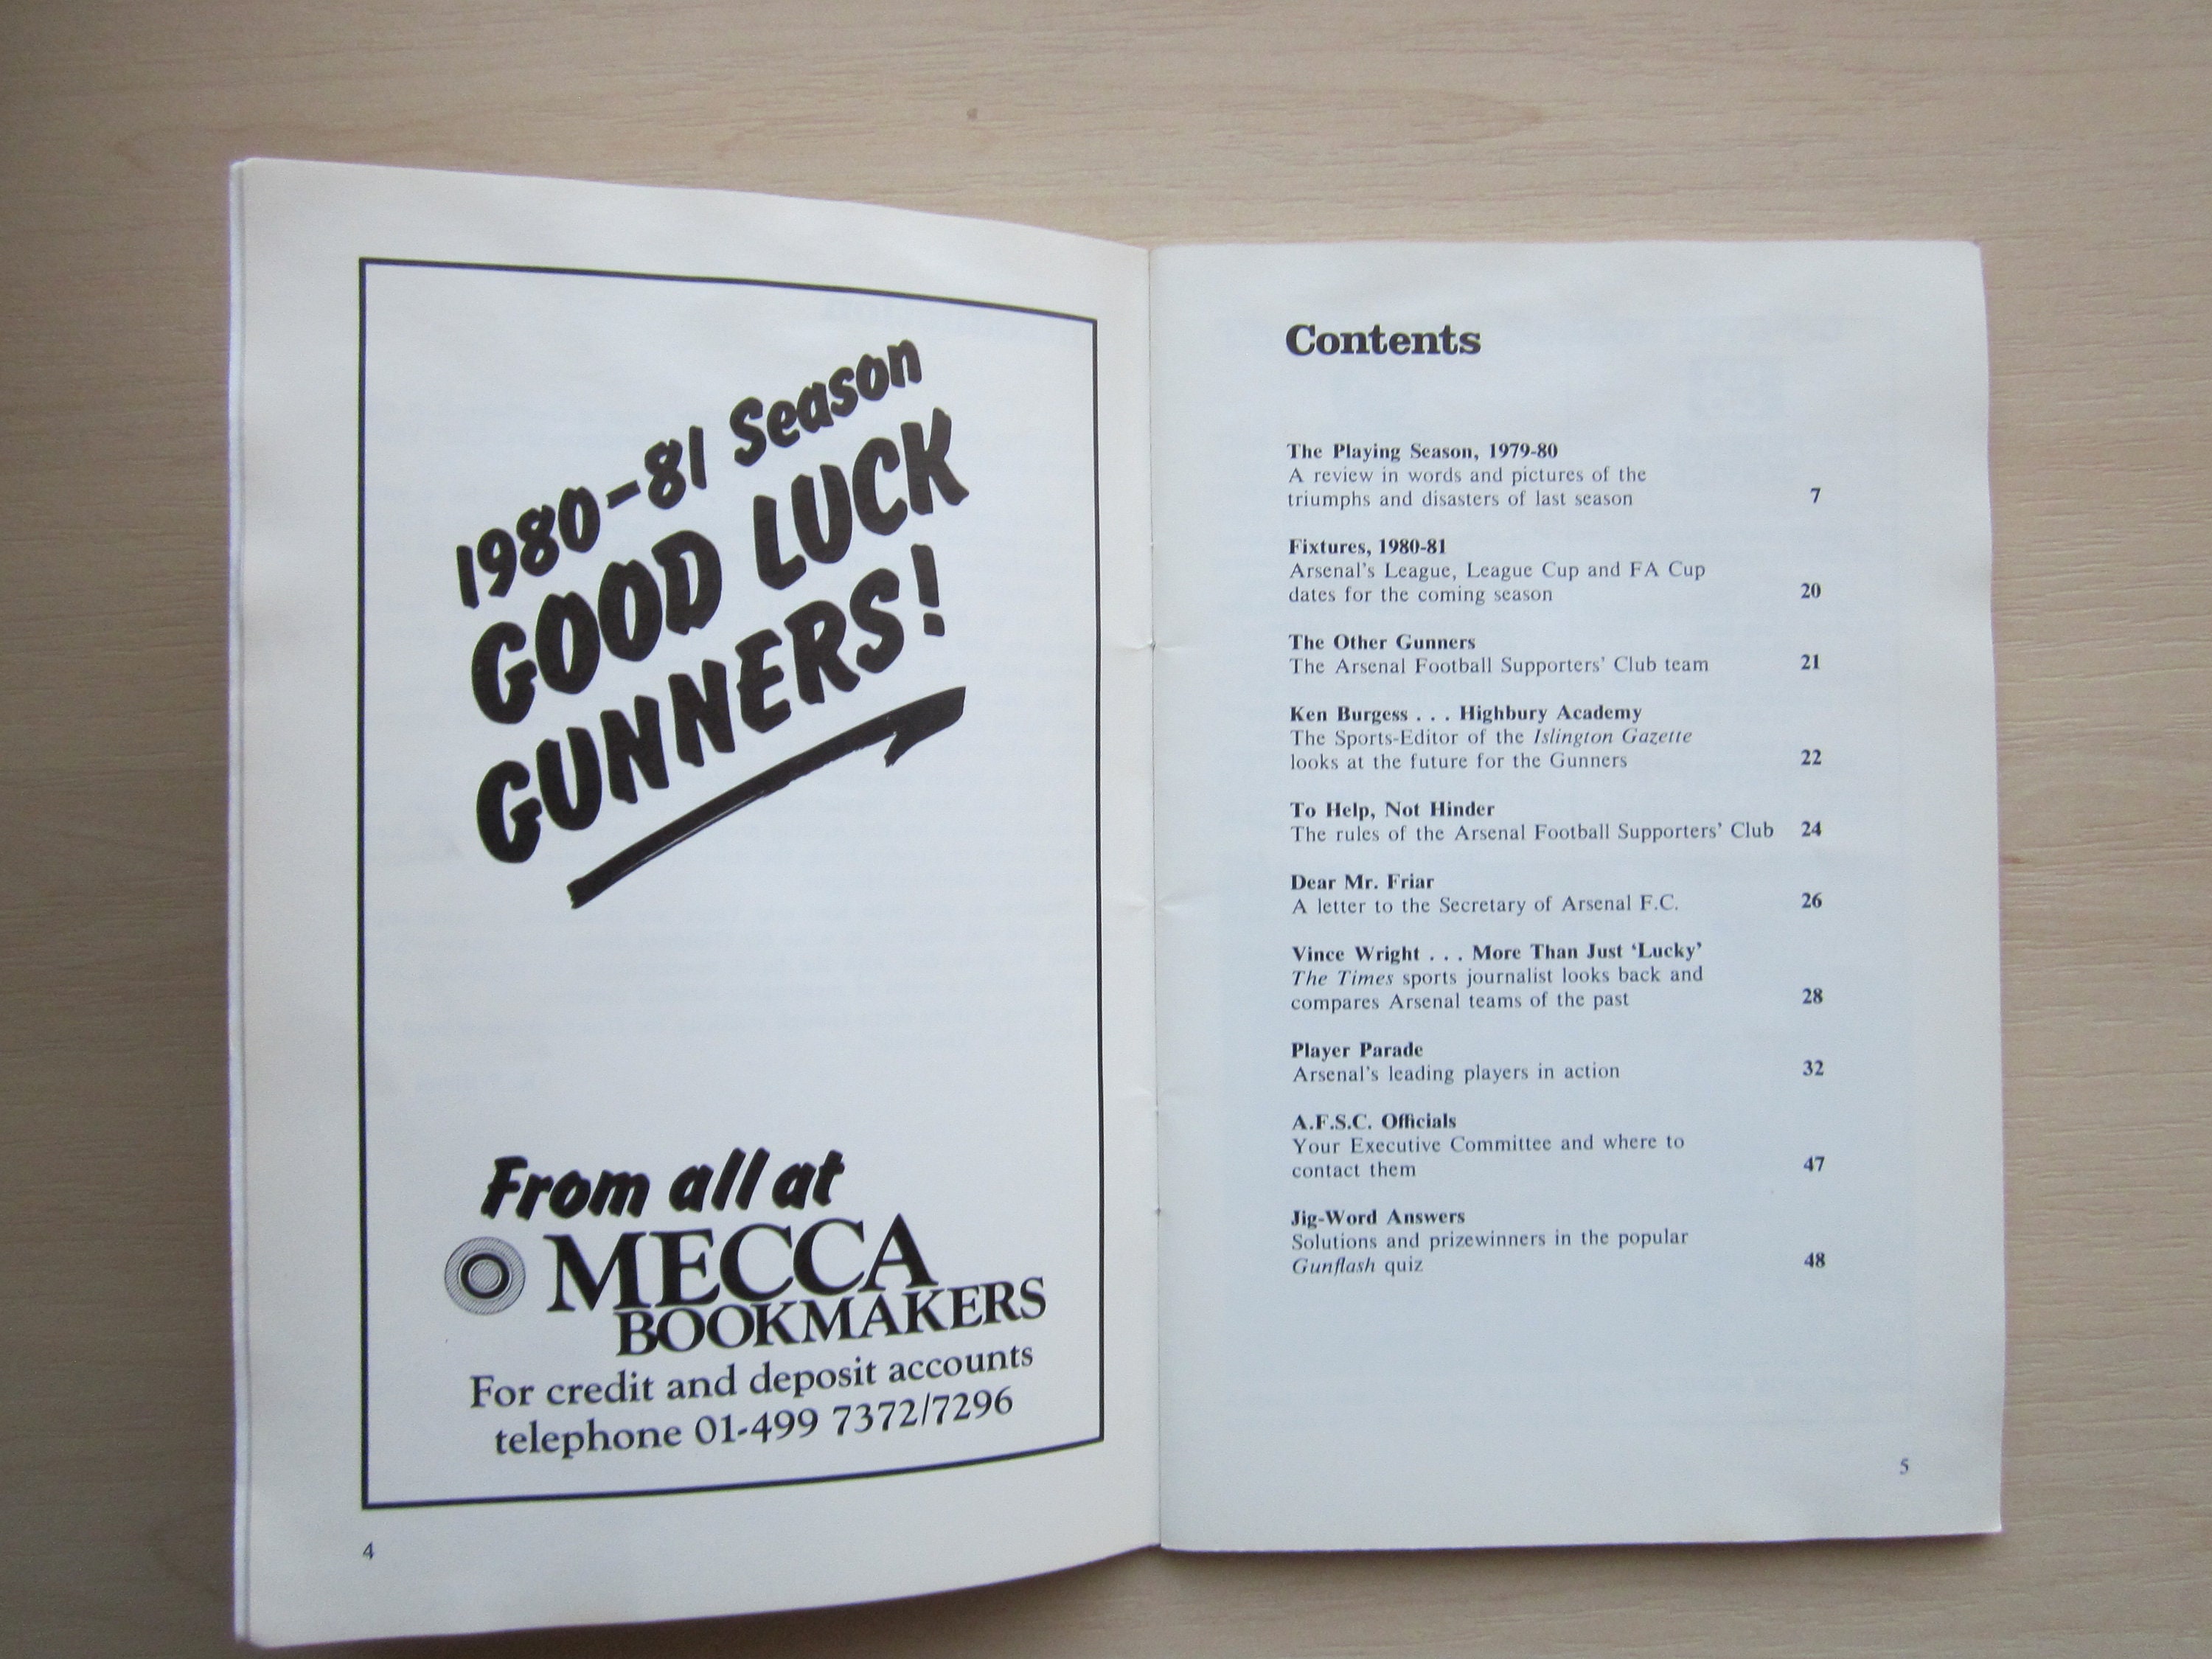 1980-81 Season
GOOD LUCK
GUNNERS!
From all at
MECCA
BOOKMAKERS
For credit and deposit accounts
telephone 01-499 7372/7296
4
Contents
The Playing Season, 1979-80
A review in words and pictures of the
triumphs and disasters of last season 7
Fixtures, 1980-81
Arsenal's League, League Cup and FA Cup
dates for the coming season 20
The Other Gunners
The Arsenal Football Supporters' Club team 21
Ken Burgess . . . Highbury Academy
The Sports-Editor of the Islington Gazette
looks at the future for the Gunners 22
To Help, Not Hinder
The rules of the Arsenal Football Supporters' Club 24
Dear Mr. Friar
A letter to the Secretary of Arsenal F.C. 26
Vince Wright . . . More Than Just 'Lucky'
The Times sports journalist looks back and
compares Arsenal teams of the past 28
Player Parade
Arsenal's leading players in action 32
A.F.S.C. Officials
Your Executive Committee and where to
contact them 47
Jig-Word Answers
Solutions and prizewinners in the popular
Gunflash quiz 48
5